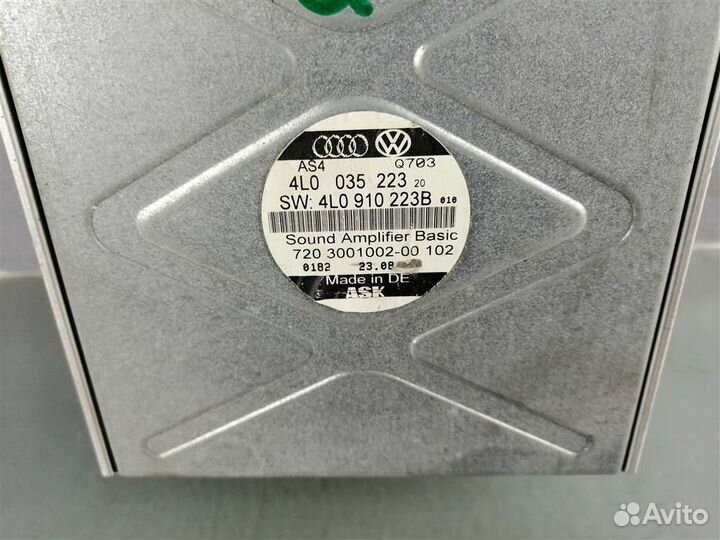 AS4 Q703
4L0 035 223 20
SW: 4L0 910 223B 010
Sound Amplifier Basic
720 3001002-00 102
0182 23.08
Made in DE
ASK
Avito